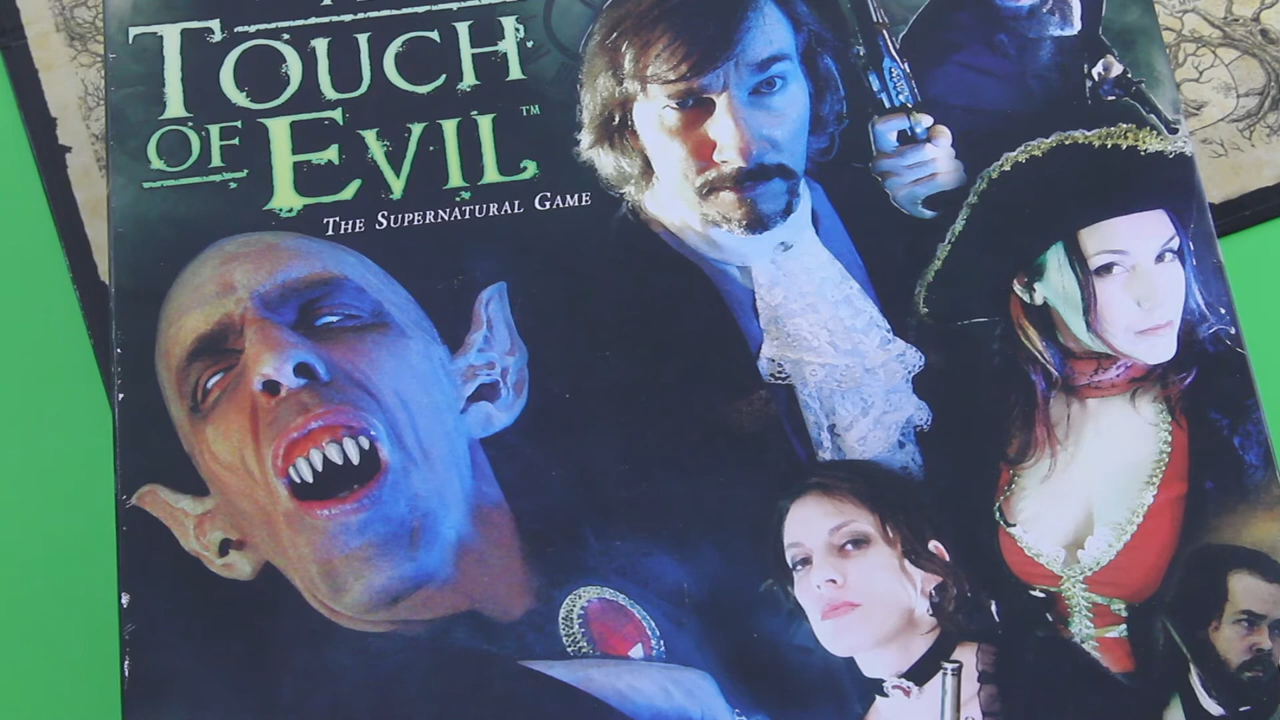 TOUCH
OF EVIL™
THE SUPERNATURAL GAME